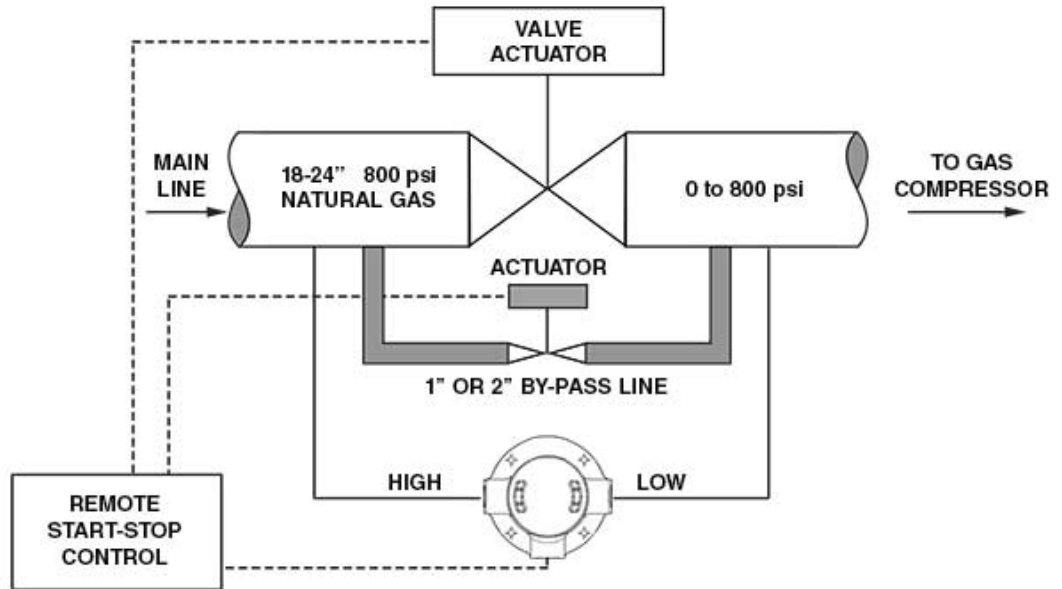 VALVE
ACTUATOR
MAIN
LINE
18-24” 800 psi
NATURAL GAS
0 to 800 psi
TO GAS
COMPRESSOR
ACTUATOR
1” OR 2” BY-PASS LINE
HIGH
LOW
REMOTE
START-STOP
CONTROL